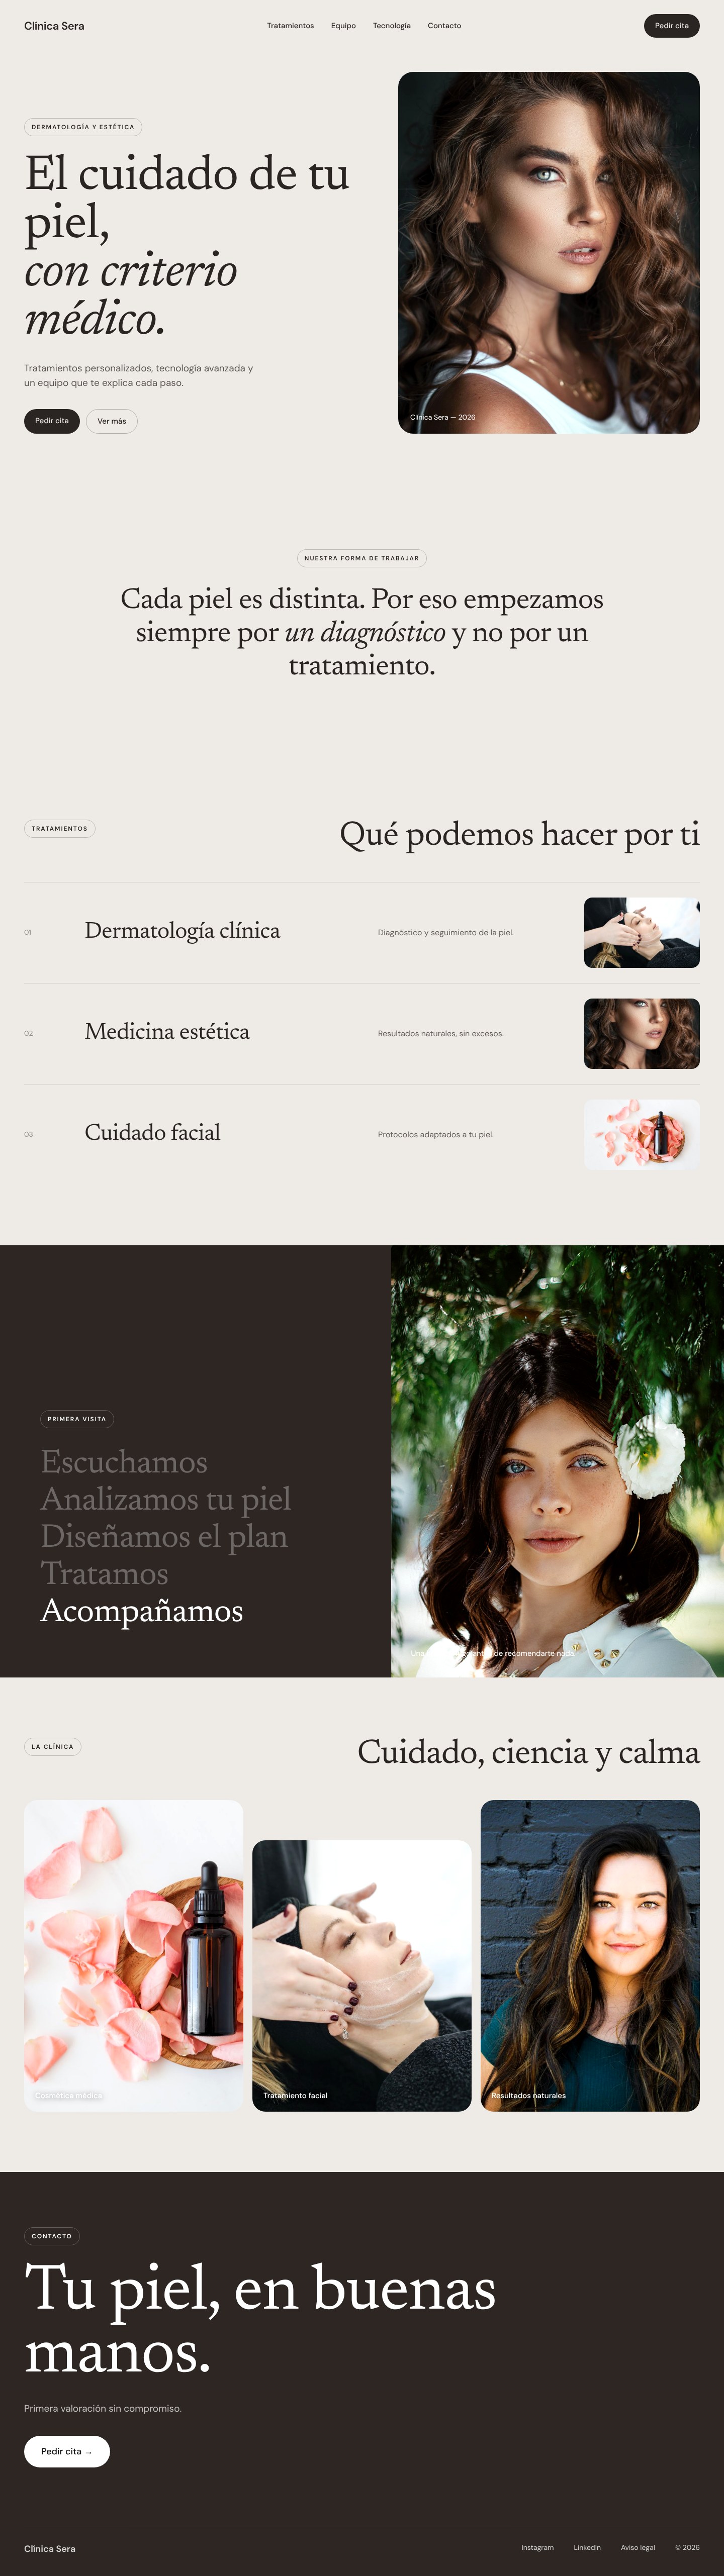 Clínica Sera
Tratamientos
Equipo
Tecnología
Contacto
Pedir cita
DERMATOLOGÍA Y ESTÉTICA
El cuidado de tu
piel,
con criterio
médico.
Tratamientos personalizados, tecnología avanzada y
un equipo que te explica cada paso.
Pedir cita
Ver más
Clínica Sera — 2026
NUESTRA FORMA DE TRABAJAR
Cada piel es distinta. Por eso empezamos
siempre por un diagnóstico y no por un
tratamiento.
TRATAMIENTOS
Qué podemos hacer por ti
01
Dermatología clínica
Diagnóstico y seguimiento de la piel.
02
Medicina estética
Resultados naturales, sin excesos.
03
Cuidado facial
Protocolos adaptados a tu piel.
PRIMERA VISITA
Escuchamos
Analizamos tu piel
Diseñamos el plan
Tratamos
Acompañamos
de recomendarte nada.
LA CLÍNICA
Cuidado, ciencia y calma
Cosmética médica
Tratamiento facial
Resultados naturales
CONTACTO
Tu piel, en buenas
manos.
Primera valoración sin compromiso.
Pedir cita →
Clínica Sera
Instagram
LinkedIn
Aviso legal
© 2026